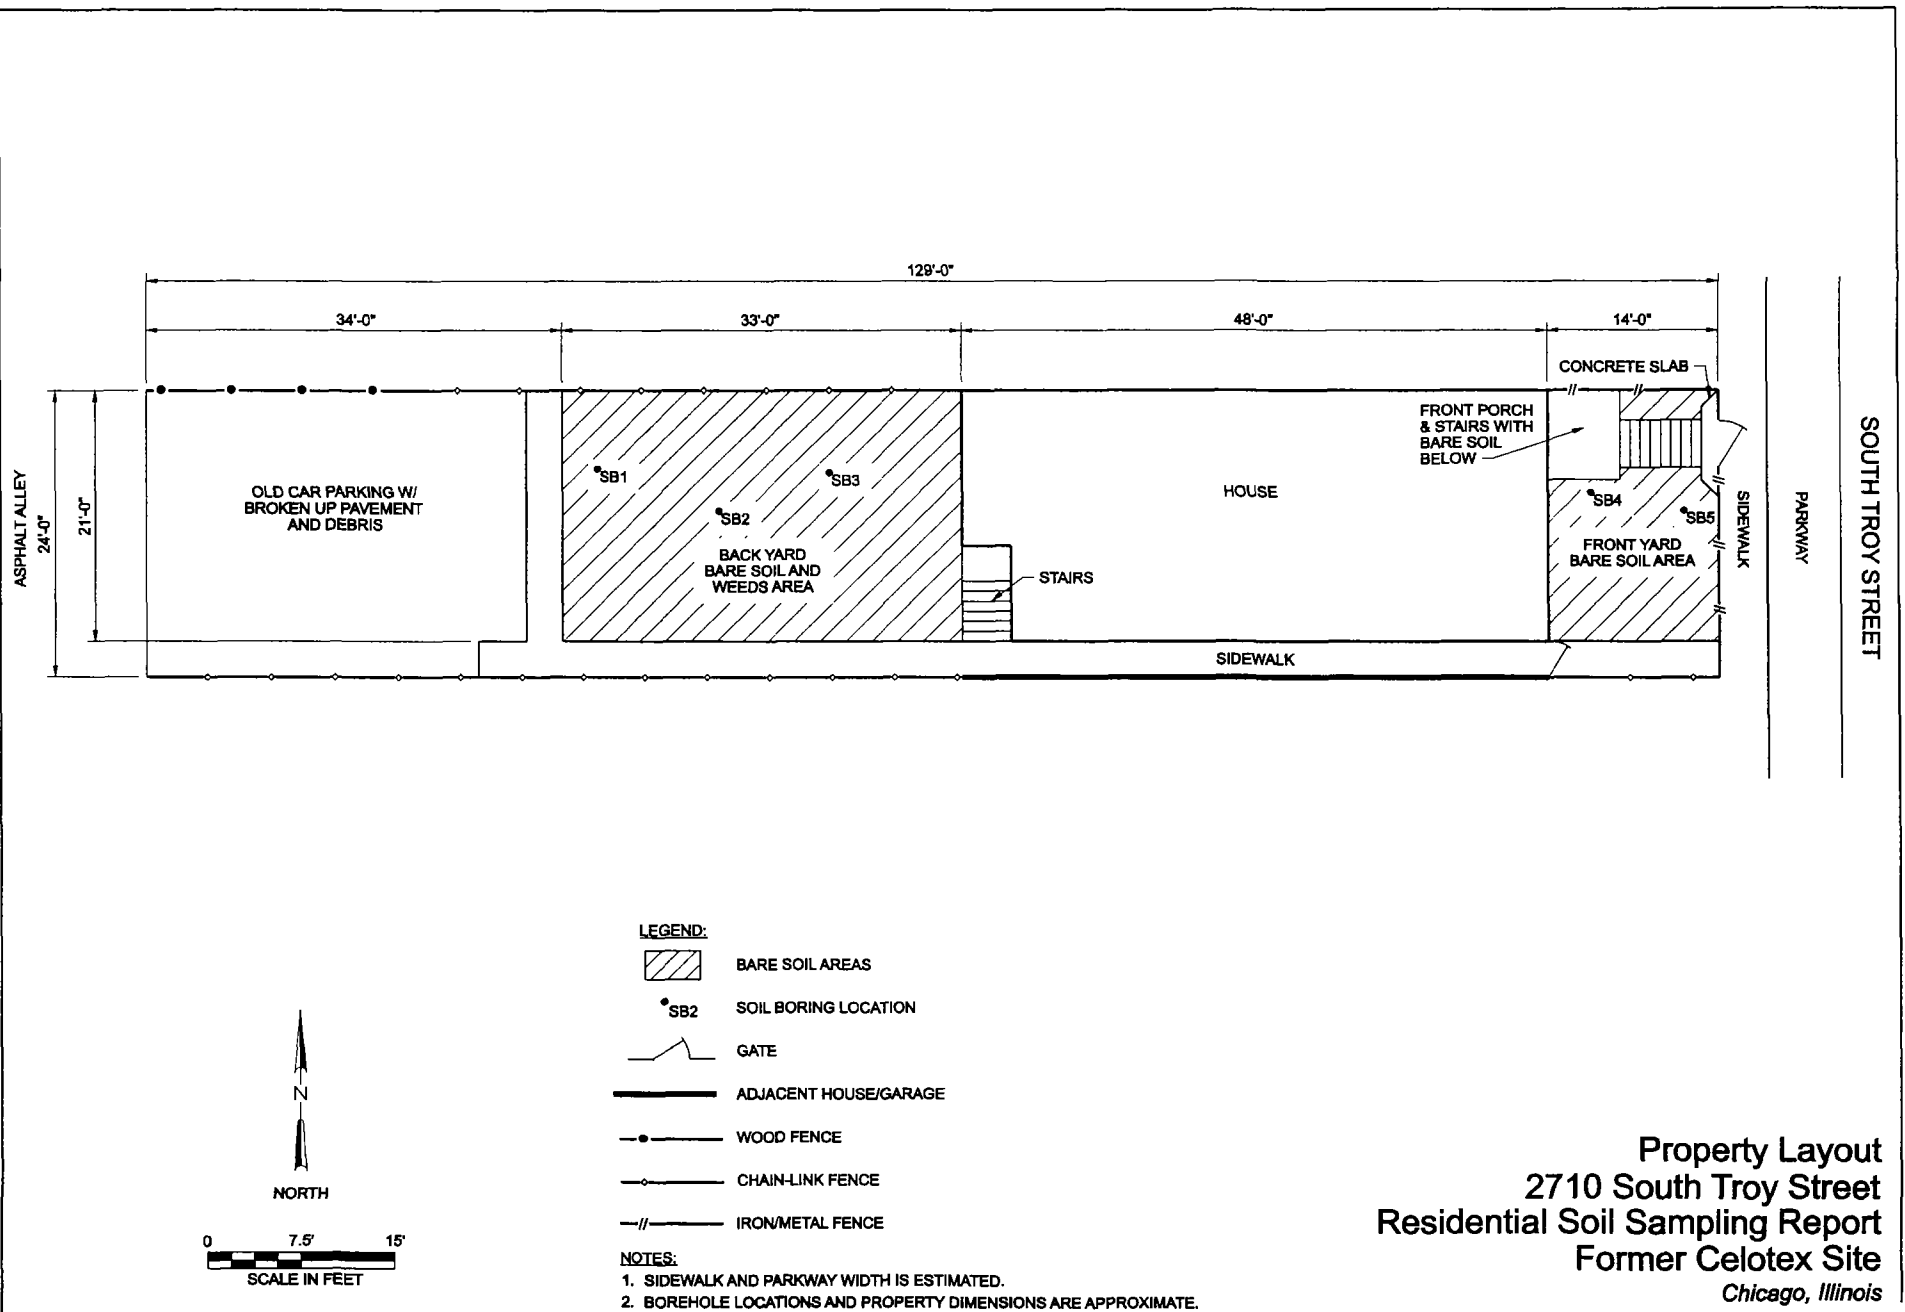 129'-0"
34'-0"
33'-0"
48'-0"
14'-0"
CONCRETE SLAB
FRONT PORCH
& STAIRS WITH
BARE SOIL
BELOW
ASPHALT ALLEY
24'-0"
21'-0"
OLD CAR PARKING W/
BROKEN UP PAVEMENT
AND DEBRIS
SB1
SB2
SB3
BACK YARD
BARE SOIL AND
WEEDS AREA
STAIRS
HOUSE
SB4
SB5
FRONT YARD
BARE SOIL AREA
SIDEWALK
SIDEWALK
PARKWAY
SOUTH TROY STREET
LEGEND:
BARE SOIL AREAS
SB2
SOIL BORING LOCATION
GATE
ADJACENT HOUSE/GARAGE
WOOD FENCE
CHAIN-LINK FENCE
IRON/METAL FENCE
NOTES:
1. SIDEWALK AND PARKWAY WIDTH IS ESTIMATED.
2. BOREHOLE LOCATIONS AND PROPERTY DIMENSIONS ARE APPROXIMATE.
N
NORTH
0 7.5' 15'
SCALE IN FEET
Property Layout
2710 South Troy Street
Residential Soil Sampling Report
Former Celotex Site
Chicago, Illinois